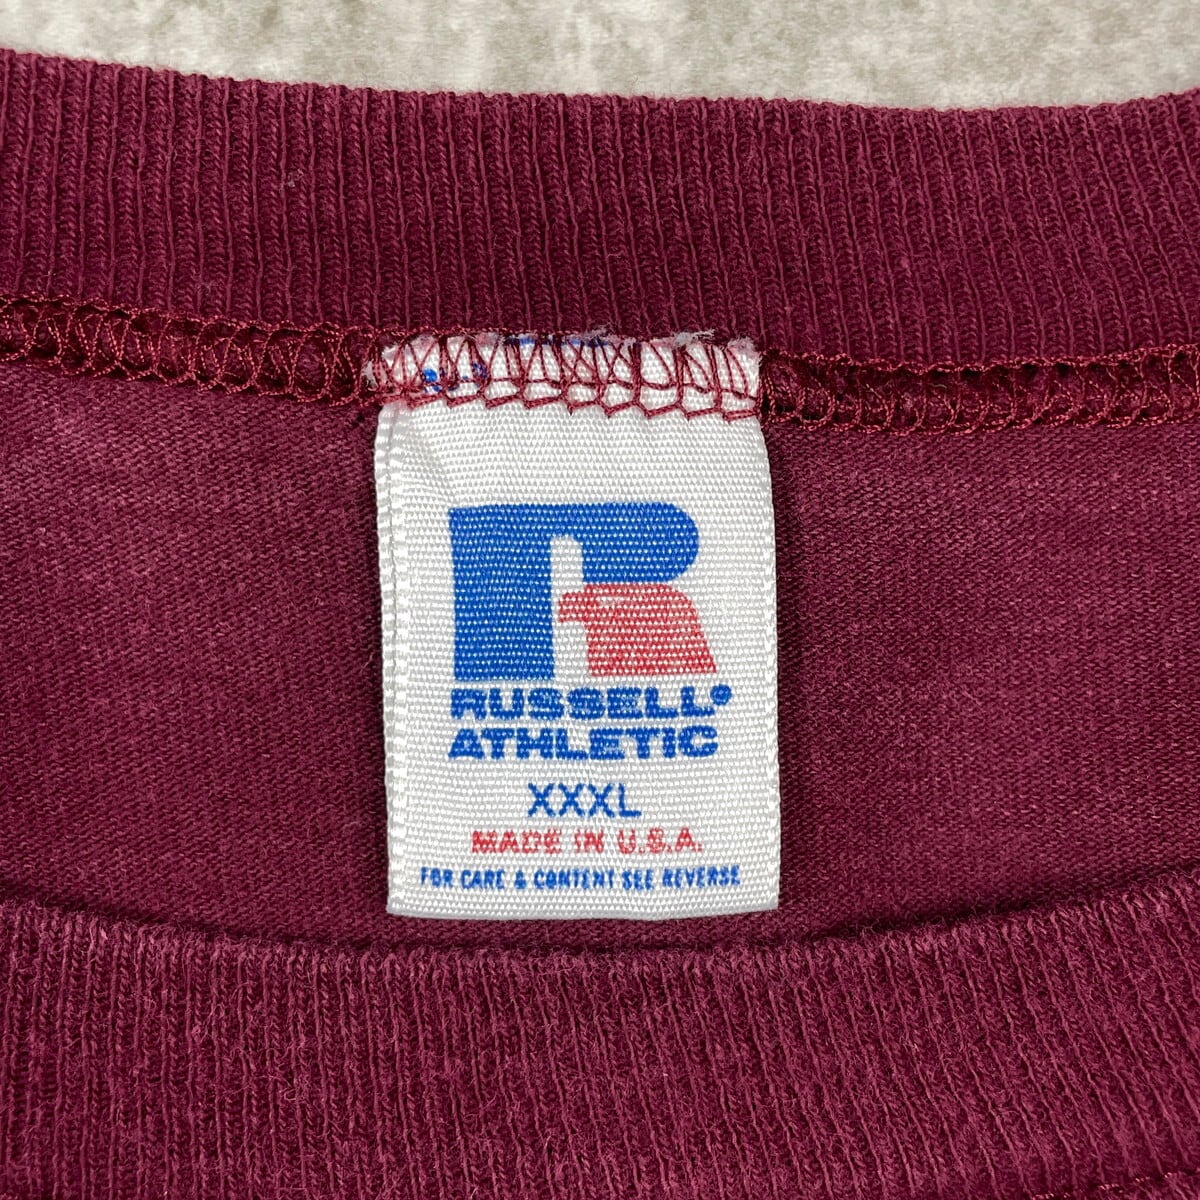 R
RUSSELL®
ATHLETIC
XXXL
MADE IN U.S.A.
FOR CARE & CONTENT SEE REVERSE